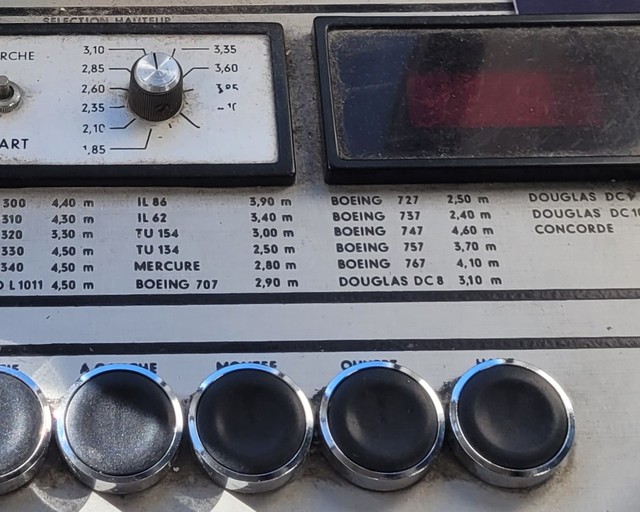 SELECTION HAUTEUR
RCHE
ART
3,10 3,35
2,85 3,60
2,60
2,35
2,10
1,85
300 4,40 m IL 86 3,90 m BOEING 727 2,50 m DOUGLAS DC
310 4,30 m IL 62 3,40 m BOEING 737 2,40 m DOUGLAS DC 10
320 3,30 m TU 154 3,00 m BOEING 747 4,60 m CONCORDE
330 4,50 m TU 134 2,50 m BOEING 757 3,70 m
340 4,50 m MERCURE 2,80 m BOEING 767 4,10 m
L 1011 4,50 m BOEING 707 2,90 m DOUGLAS DC 8 3,10 m